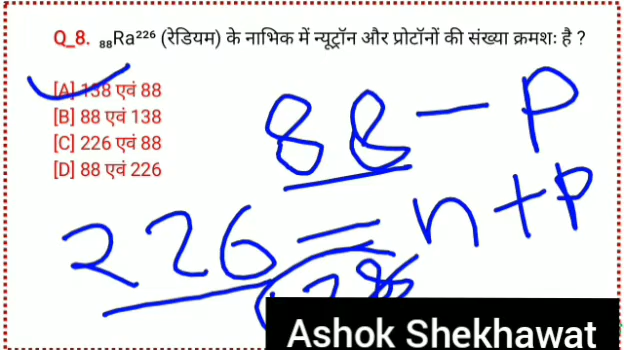 Q_8. ₈₈Ra²²⁶ (रेडियम) के नाभिक में न्यूट्रॉन और प्रोटॉनों की संख्या क्रमशः है ?
[A] 138 एवं 88
[B] 88 एवं 138
[C] 226 एवं 88
[D] 88 एवं 226
88 - P
226 = n + P
Ashok Shekhawat